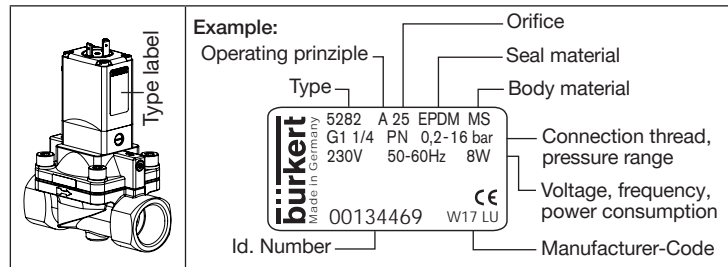 Type label
Example:
Operating prinziple
Type
Orifice
Seal material
Body material
burkert
Made in Germany
5282 A 25 EPDM MS
G1 1/4 PN 0,2-16 bar
230V 50-60Hz 8W
CE
00134469 W17 LU
Connection thread,
pressure range
Voltage, frequency,
power consumption
Id. Number
Manufacturer-Code